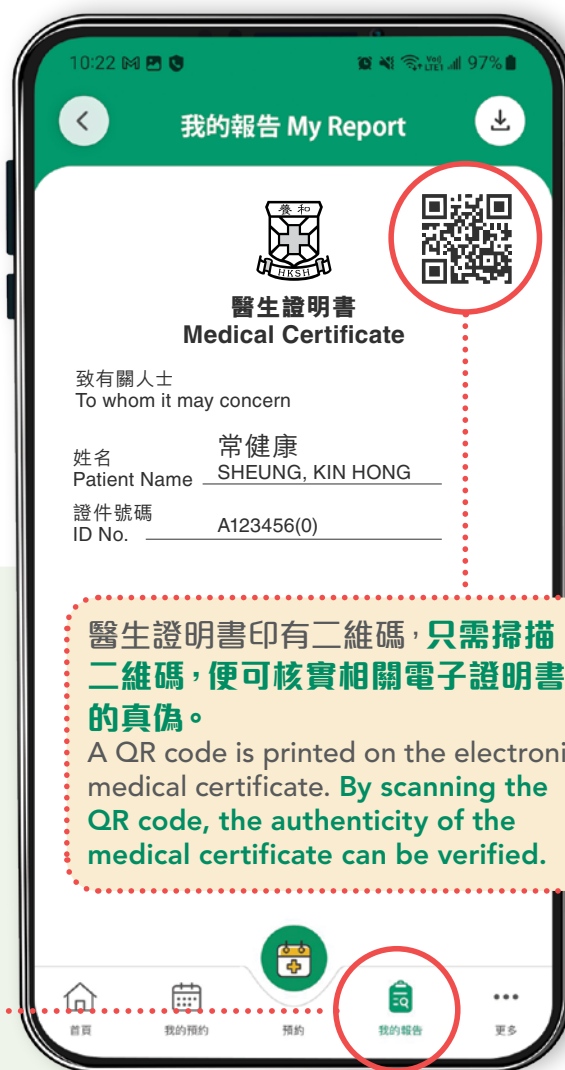 10:22 97%
我的報告 My Report
養和
HKSH
醫生證明書
Medical Certificate
致有關人士
To whom it may concern
姓名
常健康
Patient Name SHEUNG, KIN HONG
證件號碼
ID No. A123456(0)
醫生證明書印有二維碼，只需掃描
二維碼，便可核實相關電子證明書
的真偽。
A QR code is printed on the electroni
medical certificate. By scanning the
QR code, the authenticity of the
medical certificate can be verified.
首頁 我的預約 預約 我的報告 更多